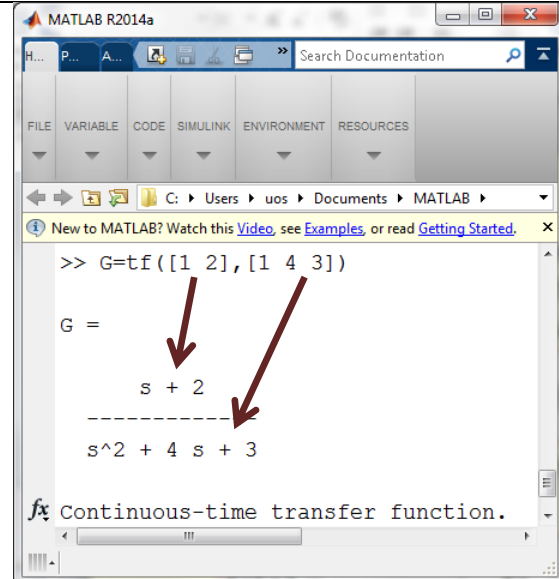 MATLAB R2014a
H... P... A... » Search Documentation
FILE VARIABLE CODE SIMULINK ENVIRONMENT RESOURCES
C: ▸ Users ▸ uos ▸ Documents ▸ MATLAB ▸
New to MATLAB? Watch this Video, see Examples, or read Getting Started.
>> G=tf([1 2],[1 4 3])
G =
s + 2
-------------
s^2 + 4 s + 3
fx Continuous-time transfer function.